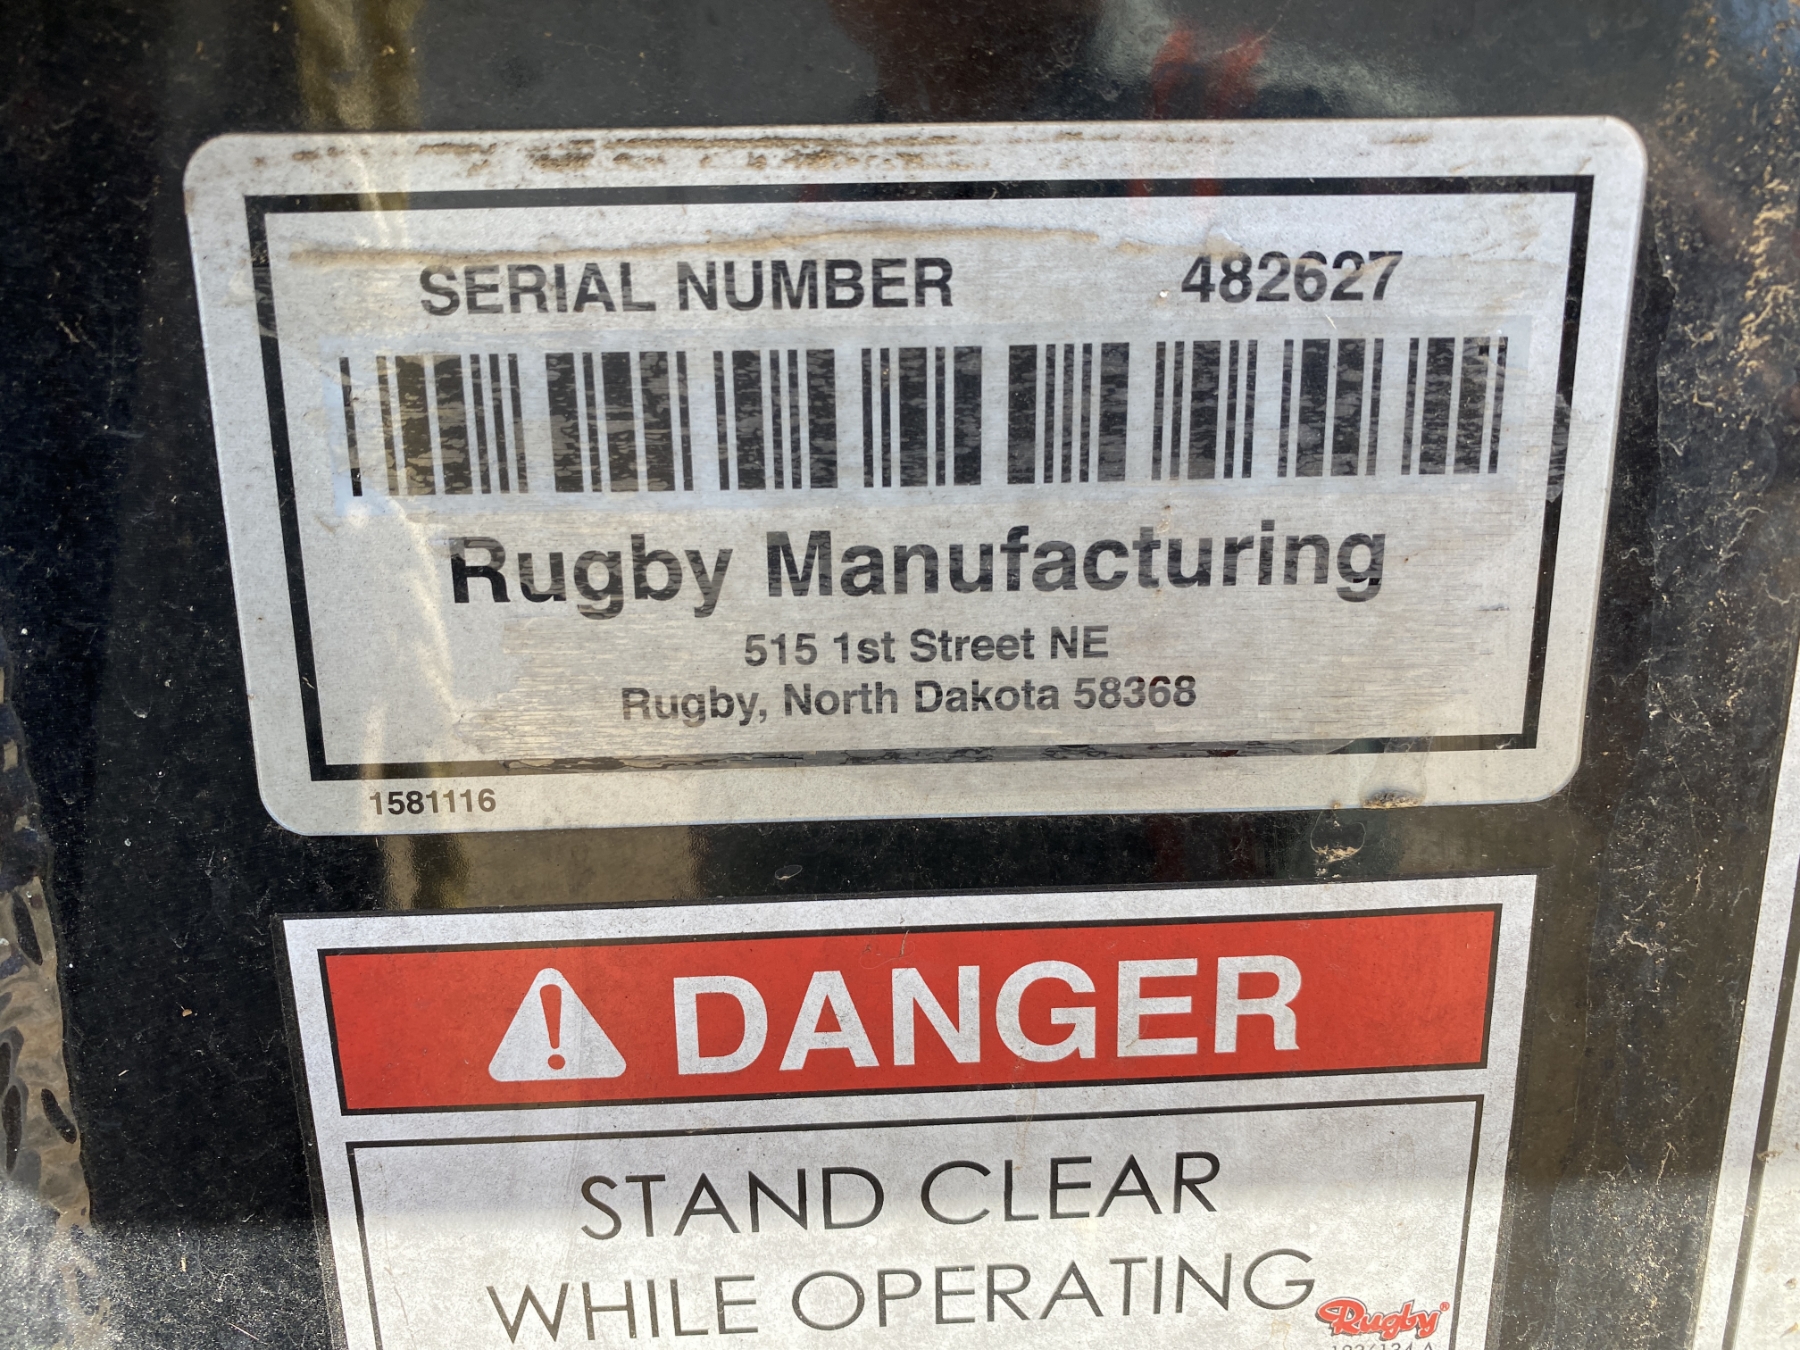 SERIAL NUMBER 482627
Rugby Manufacturing
515 1st Street NE
Rugby, North Dakota 58368
1581116
DANGER
STAND CLEAR
WHILE OPERATING
Rugby®